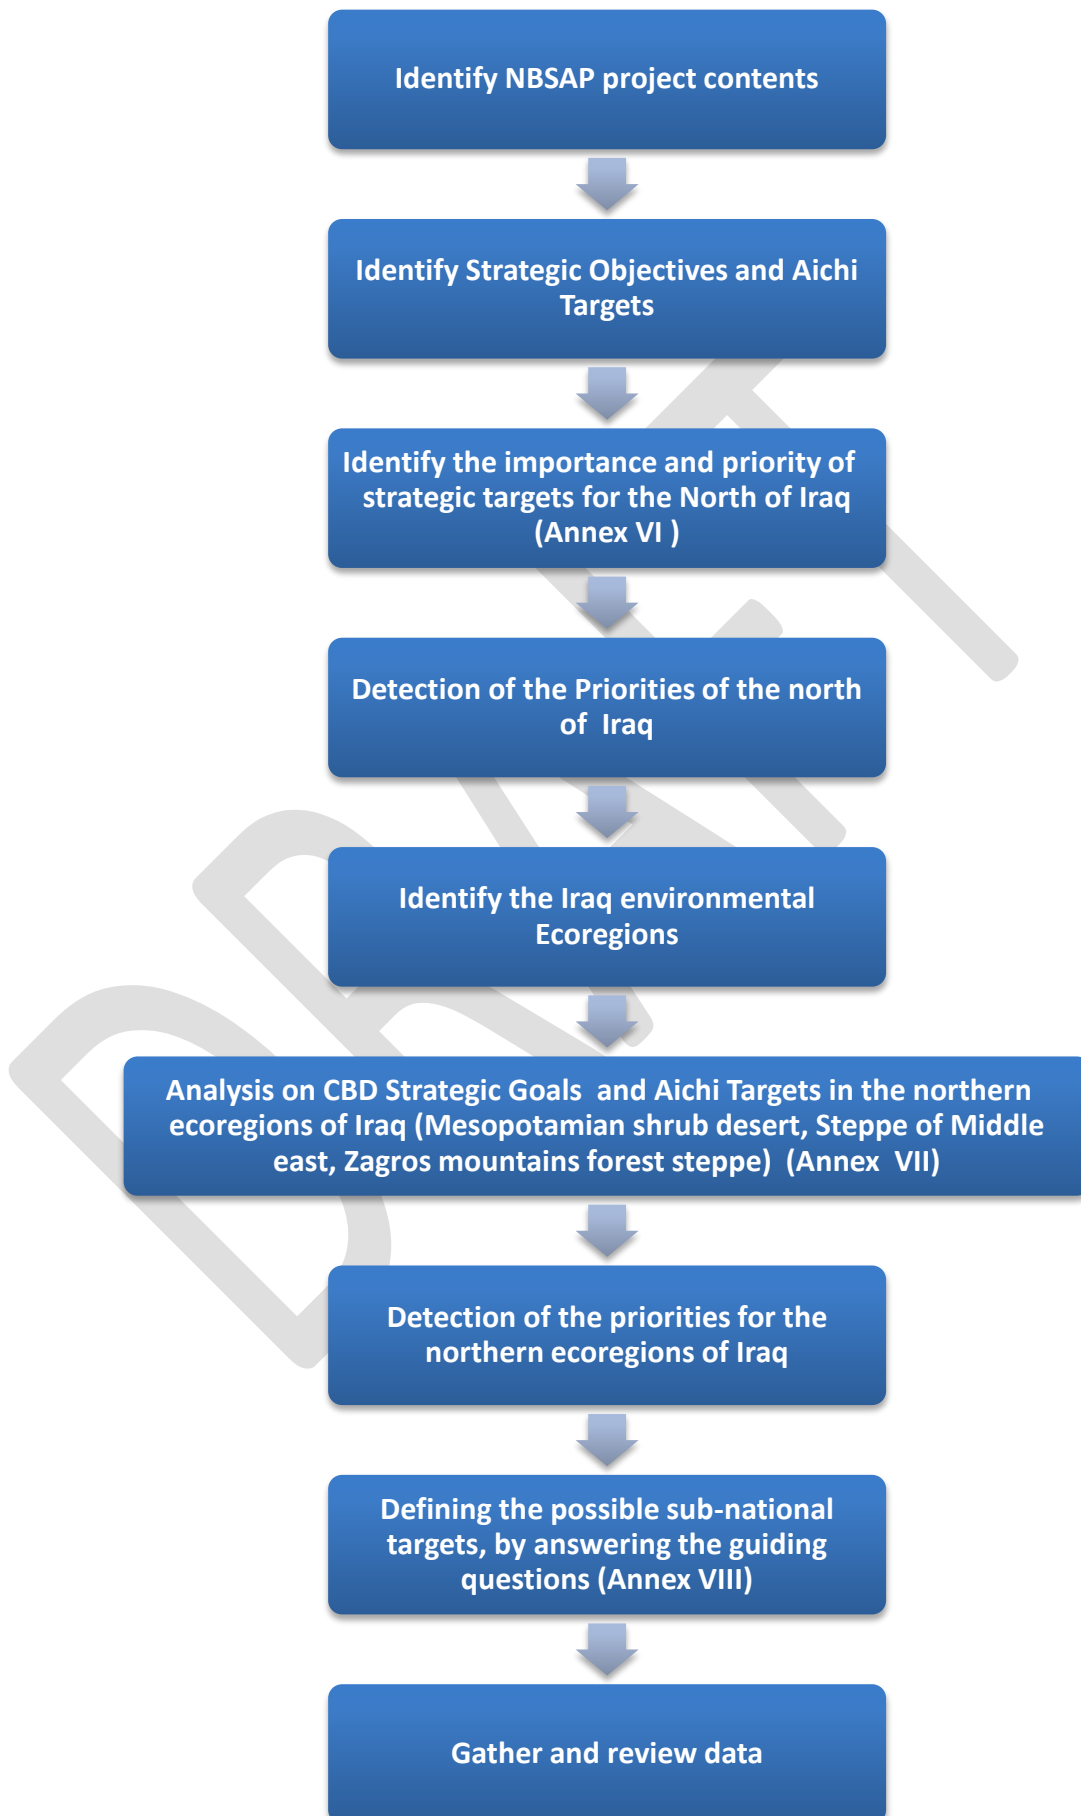 Identify NBSAP project contents
Identify Strategic Objectives and Aichi
Targets
Identify the importance and priority of
strategic targets for the North of Iraq
(Annex VI )
Detection of the Priorities of the north
of  Iraq
Identify the Iraq environmental
Ecoregions
Analysis on CBD Strategic Goals  and Aichi Targets in the northern
ecoregions of Iraq (Mesopotamian shrub desert, Steppe of Middle
east, Zagros mountains forest steppe)  (Annex  VII)
Detection of the priorities for the
northern ecoregions of Iraq
Defining the possible sub-national
targets, by answering the guiding
questions (Annex VIII)
Gather and review data
DRAFT